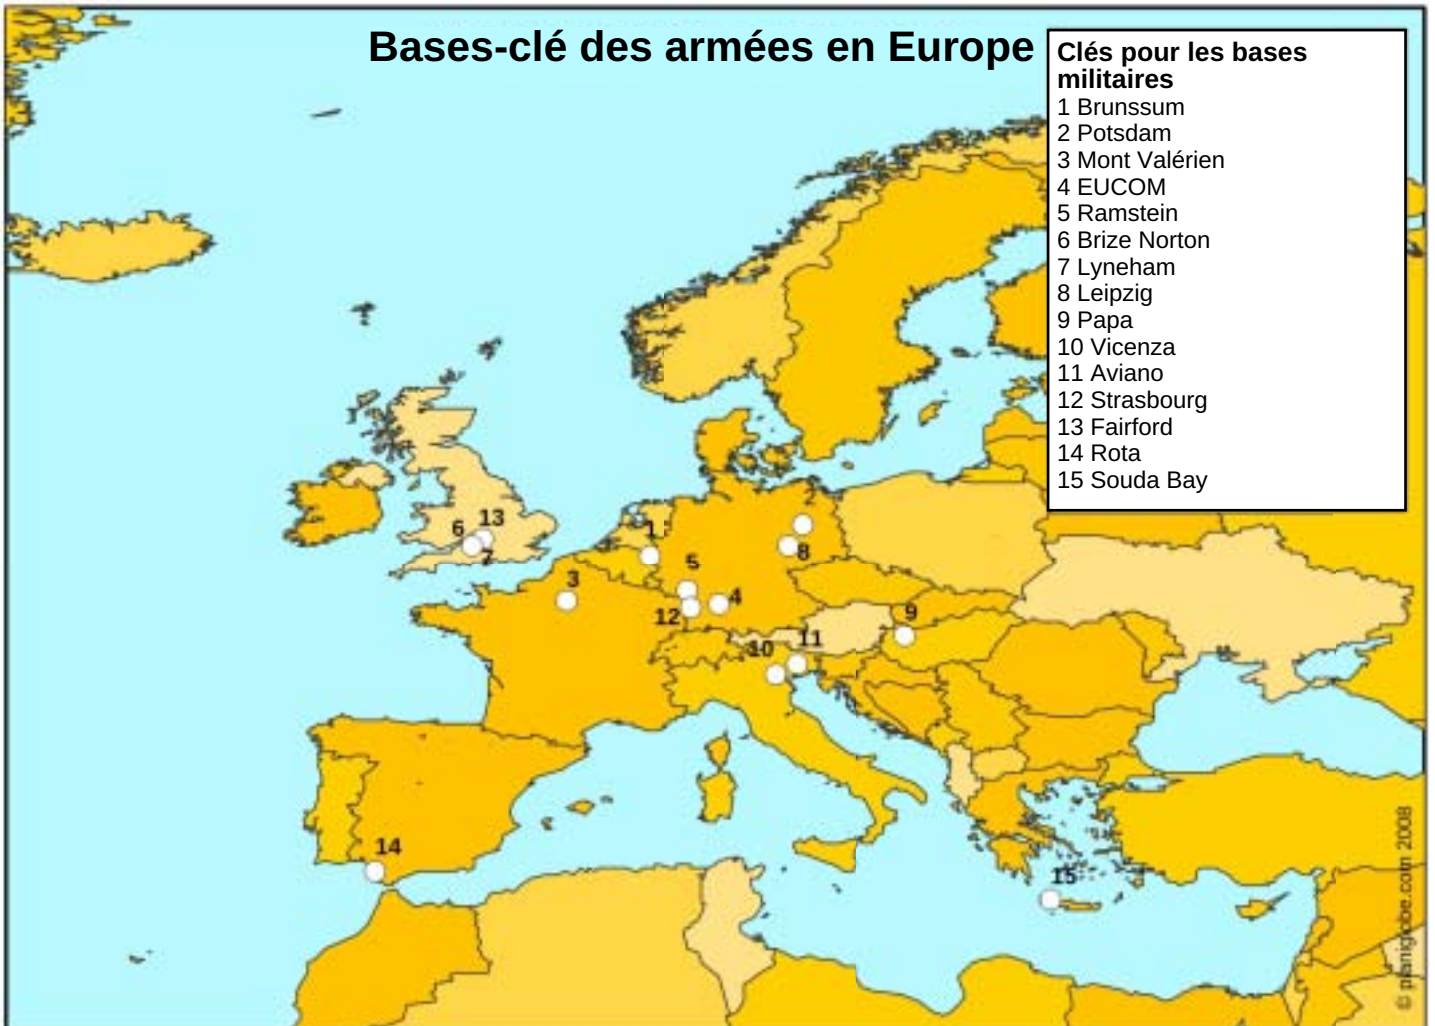 Bases-clé des armées en Europe
Clés pour les bases
militaires
1 Brunssum
2 Potsdam
3 Mont Valérien
4 EUCOM
5 Ramstein
6 Brize Norton
7 Lyneham
8 Leipzig
9 Papa
10 Vicenza
11 Aviano
12 Strasbourg
13 Fairford
14 Rota
15 Souda Bay
2
13
6
1
7
8
5
3
4
12
9
11
10
14
15
© planiglobe.com 2008